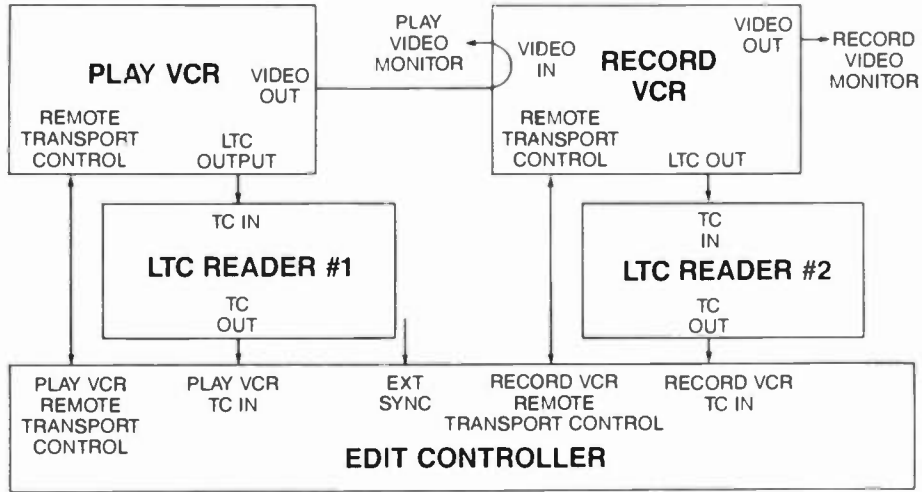 PLAY VCR
VIDEO
OUT
REMOTE
TRANSPORT
CONTROL
LTC
OUTPUT
PLAY
VIDEO
MONITOR
VIDEO
IN
RECORD
VCR
VIDEO
OUT
RECORD
VIDEO
MONITOR
REMOTE
TRANSPORT
CONTROL
LTC OUT
TC IN
LTC READER #1
TC
OUT
TC
IN
LTC READER #2
TC
OUT
PLAY VCR
REMOTE
TRANSPORT
CONTROL
PLAY VCR
TC IN
EXT
SYNC
RECORD VCR
REMOTE
TRANSPORT CONTROL
RECORD VCR
TC IN
EDIT CONTROLLER